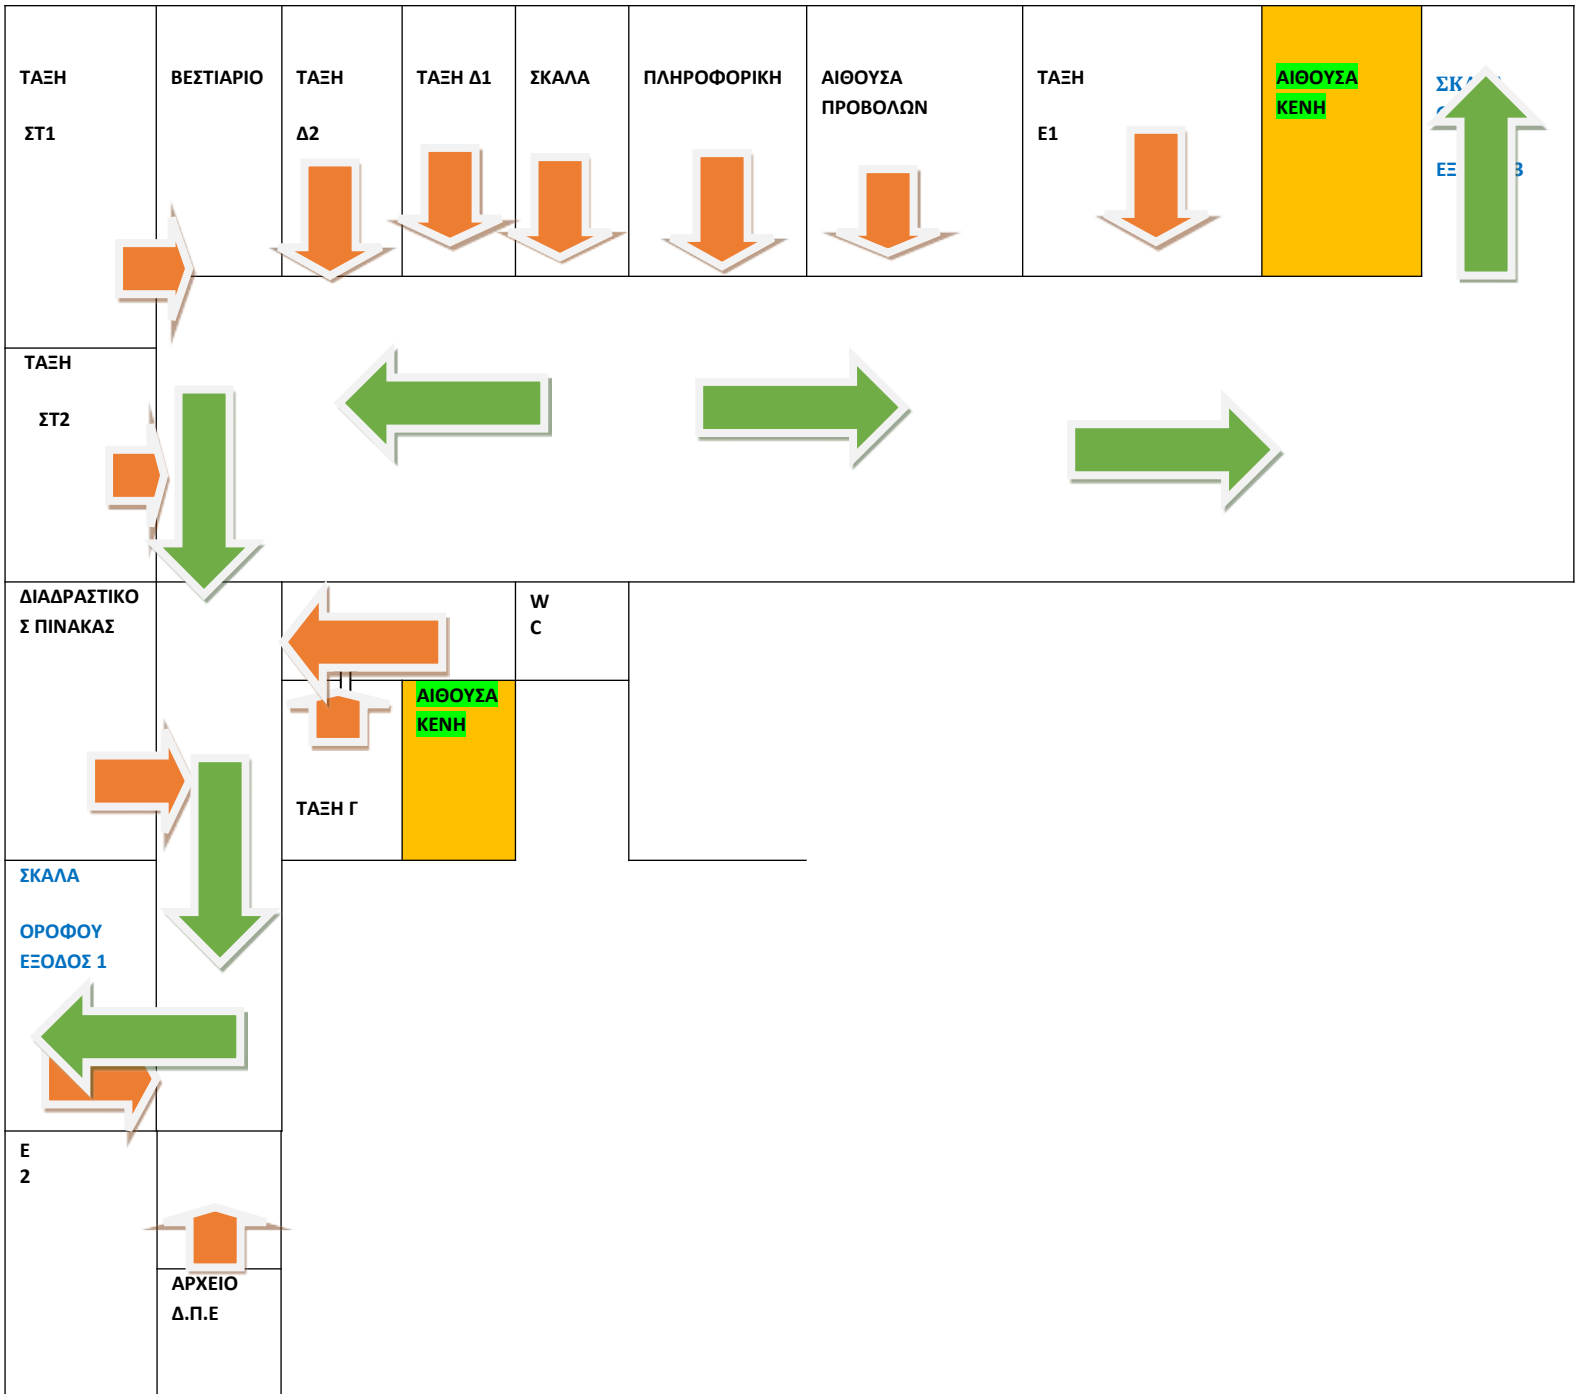 ΤΑΞΗ
ΣΤ1
ΒΕΣΤΙΑΡΙΟ
ΤΑΞΗ
Δ2
ΤΑΞΗ Δ1
ΣΚΑΛΑ
ΠΛΗΡΟΦΟΡΙΚΗ
ΑΙΘΟΥΣΑ
ΠΡΟΒΟΛΩΝ
ΤΑΞΗ
Ε1
ΑΙΘΟΥΣΑ
ΚΕΝΗ
ΤΑΞΗ
ΣΤ2
ΔΙΑΔΡΑΣΤΙΚΟ
Σ ΠΙΝΑΚΑΣ
W
C
ΑΙΘΟΥΣΑ
ΚΕΝΗ
ΤΑΞΗ Γ
ΣΚΑΛΑ
ΟΡΟΦΟΥ
ΕΞΟΔΟΣ 1
Ε
2
ΑΡΧΕΙΟ
Δ.Π.Ε